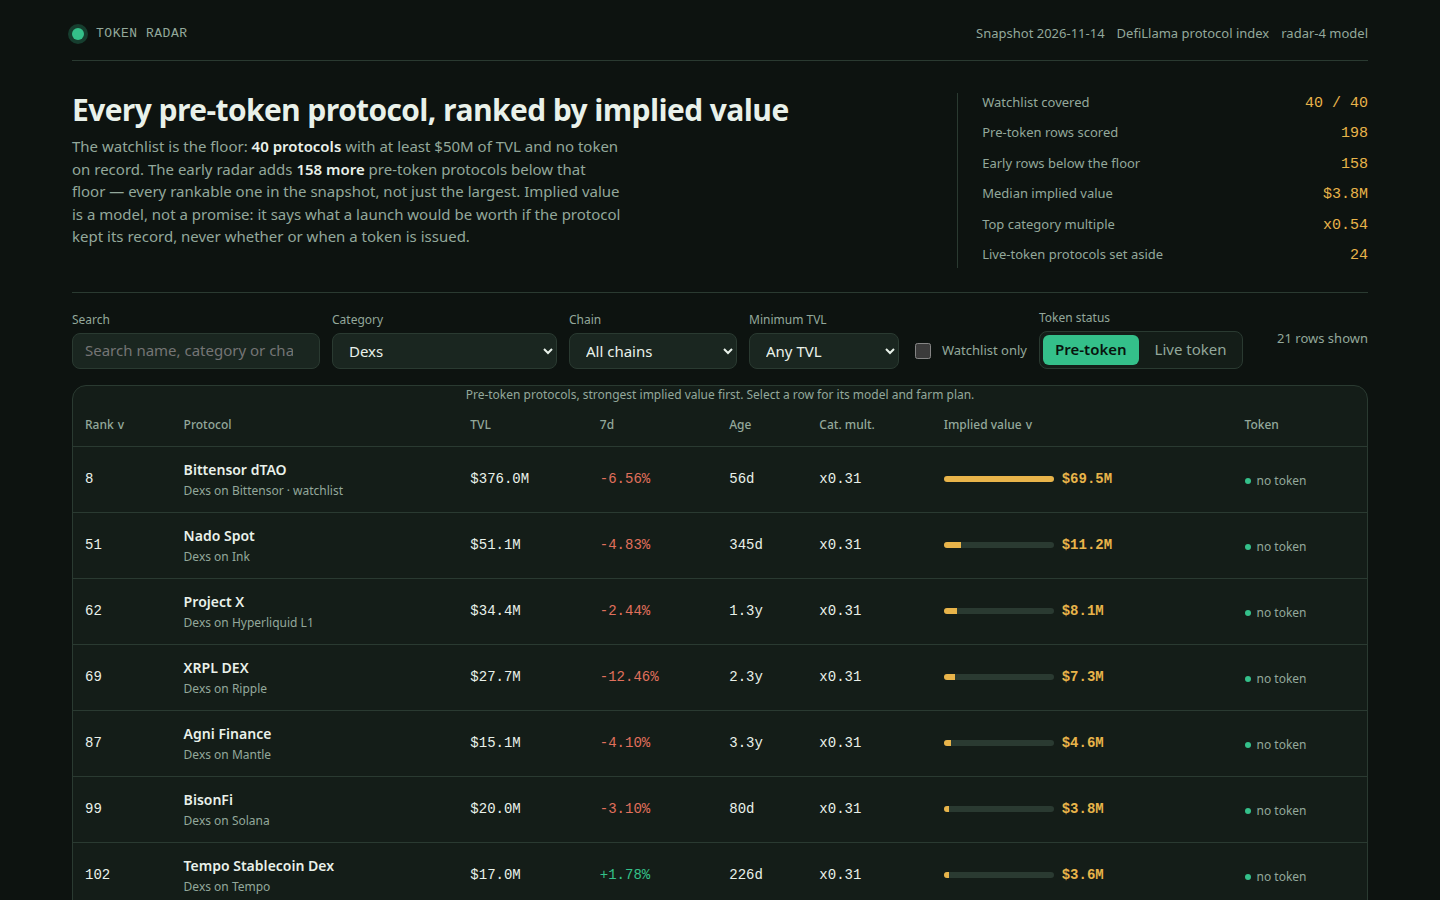 TOKEN RADAR
Snapshot 2026-11-14 DefiLlama protocol index radar-4 model
Every pre-token protocol, ranked by implied value
The watchlist is the floor: 40 protocols with at least $50M of TVL and no token
on record. The early radar adds 158 more pre-token protocols below that
floor — every rankable one in the snapshot, not just the largest. Implied value
is a model, not a promise: it says what a launch would be worth if the protocol
kept its record, never whether or when a token is issued.
Watchlist covered 40 / 40
Pre-token rows scored 198
Early rows below the floor 158
Median implied value $3.8M
Top category multiple x0.54
Live-token protocols set aside 24
Search Category Chain Minimum TVL Token status
Search name, category or cha Dexs All chains Any TVL Watchlist only Pre-token Live token 21 rows shown
Pre-token protocols, strongest implied value first. Select a row for its model and farm plan.
Rank v Protocol TVL 7d Age Cat. mult. Implied value v Token
8 Bittensor dTAO $376.0M -6.56% 56d x0.31 $69.5M no token
Dexs on Bittensor · watchlist
51 Nado Spot $51.1M -4.83% 345d x0.31 $11.2M no token
Dexs on Ink
62 Project X $34.4M -2.44% 1.3y x0.31 $8.1M no token
Dexs on Hyperliquid L1
69 XRPL DEX $27.7M -12.46% 2.3y x0.31 $7.3M no token
Dexs on Ripple
87 Agni Finance $15.1M -4.10% 3.3y x0.31 $4.6M no token
Dexs on Mantle
99 BisonFi $20.0M -3.10% 80d x0.31 $3.8M no token
Dexs on Solana
102 Tempo Stablecoin Dex $17.0M +1.78% 226d x0.31 $3.6M no token
Dexs on Tempo